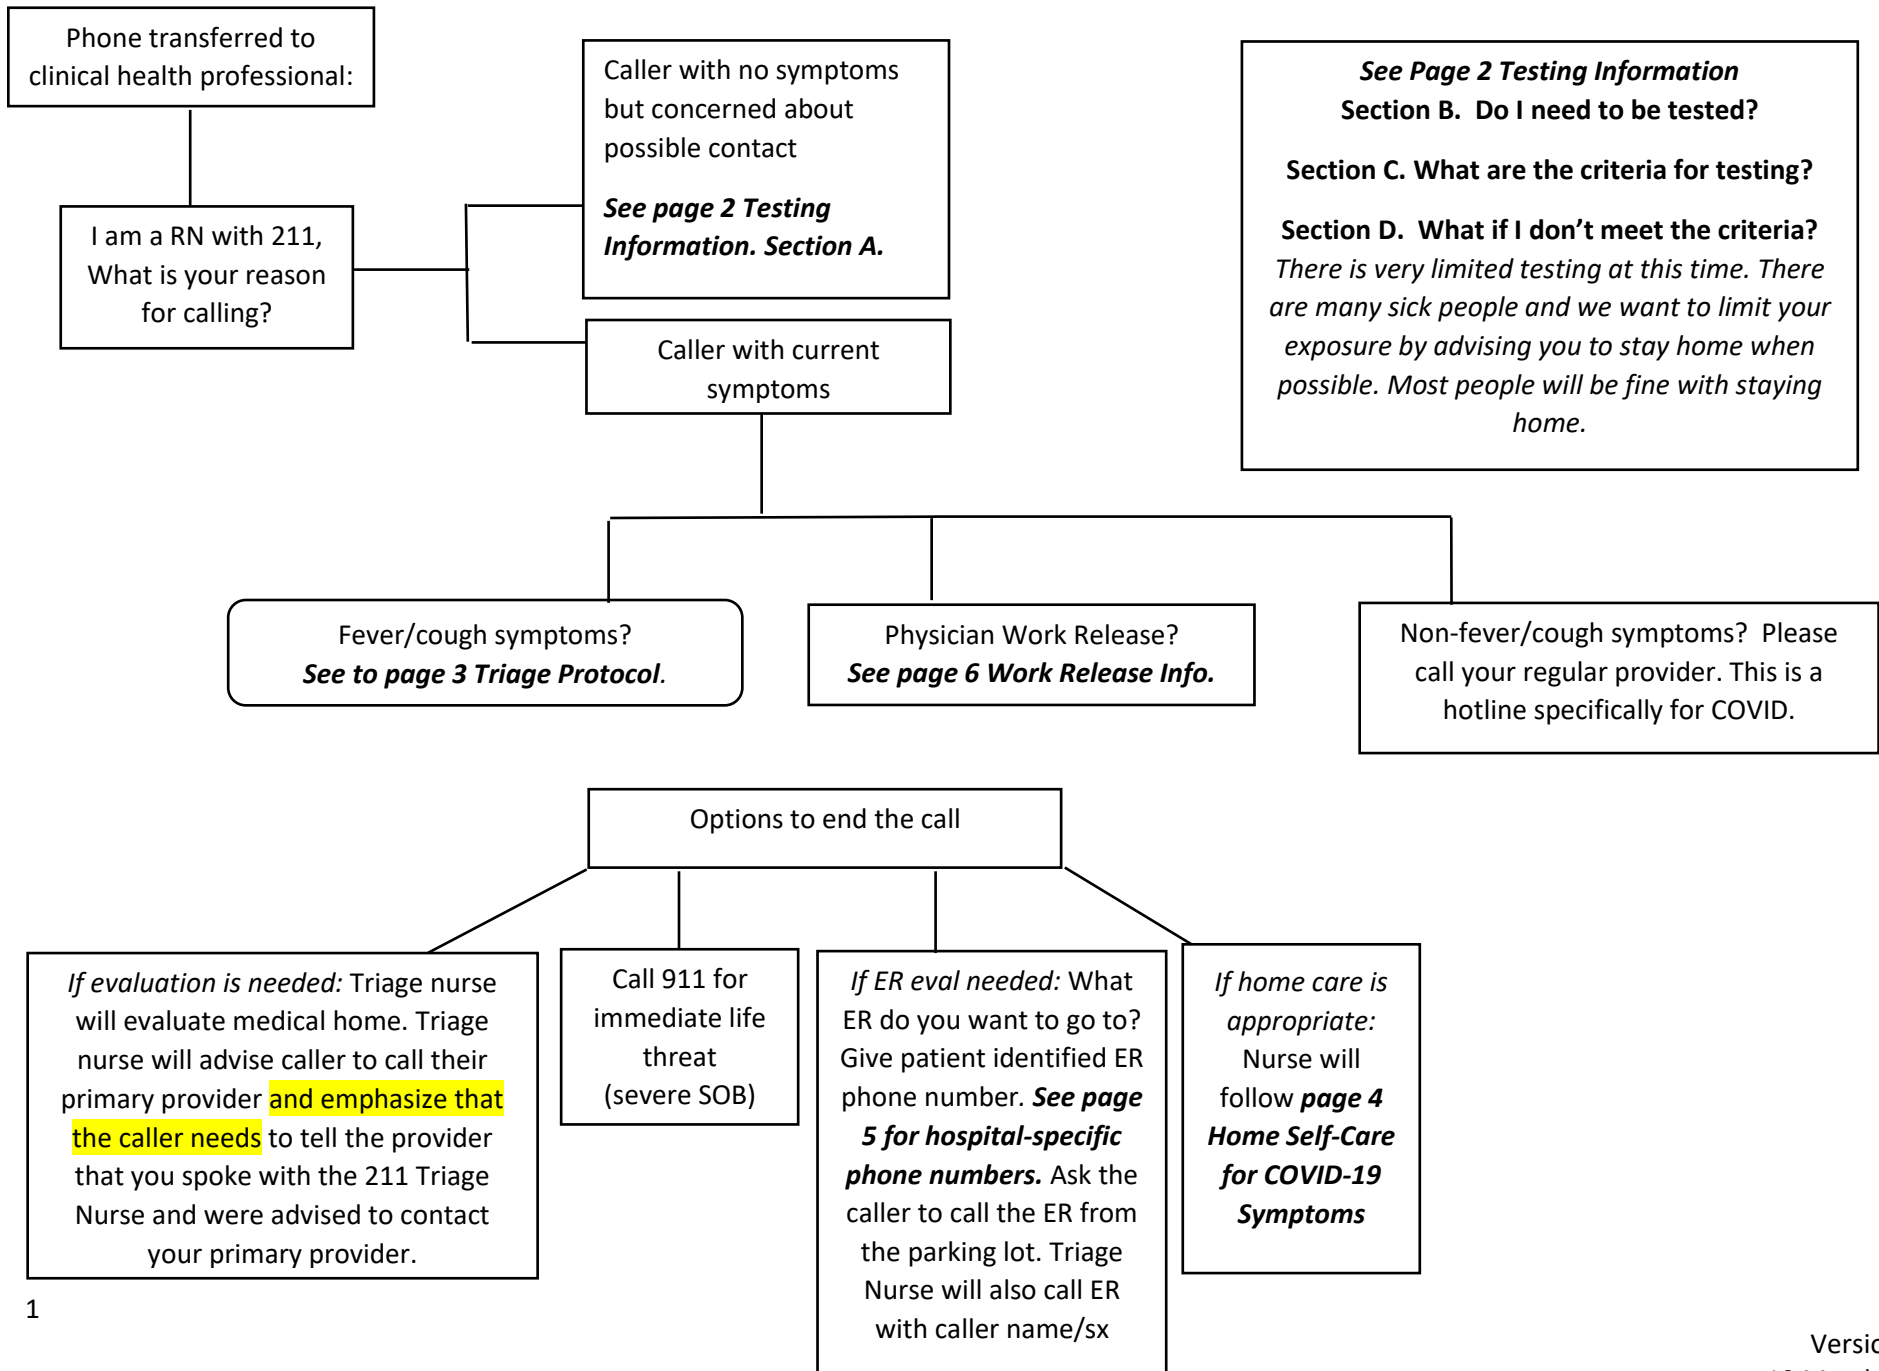 Phone transferred to
clinical health professional:
I am a RN with 211,
What is your reason
for calling?
Caller with no symptoms
but concerned about
possible contact
See page 2 Testing
Information. Section A.
Caller with current
symptoms
See Page 2 Testing Information
Section B. Do I need to be tested?
Section C. What are the criteria for testing?
Section D. What if I don’t meet the criteria?
There is very limited testing at this time. There
are many sick people and we want to limit your
exposure by advising you to stay home when
possible. Most people will be fine with staying
home.
Fever/cough symptoms?
See to page 3 Triage Protocol.
Physician Work Release?
See page 6 Work Release Info.
Non-fever/cough symptoms? Please
call your regular provider. This is a
hotline specifically for COVID.
Options to end the call
If evaluation is needed: Triage nurse
will evaluate medical home. Triage
nurse will advise caller to call their
primary provider and emphasize that
the caller needs to tell the provider
that you spoke with the 211 Triage
Nurse and were advised to contact
your primary provider.
Call 911 for
immediate life
threat
(severe SOB)
If ER eval needed: What
ER do you want to go to?
Give patient identified ER
phone number. See page
5 for hospital-specific
phone numbers. Ask the
caller to call the ER from
the parking lot. Triage
Nurse will also call ER
with caller name/sx
If home care is
appropriate:
Nurse will
follow page 4
Home Self-Care
for COVID-19
Symptoms
1
Versio